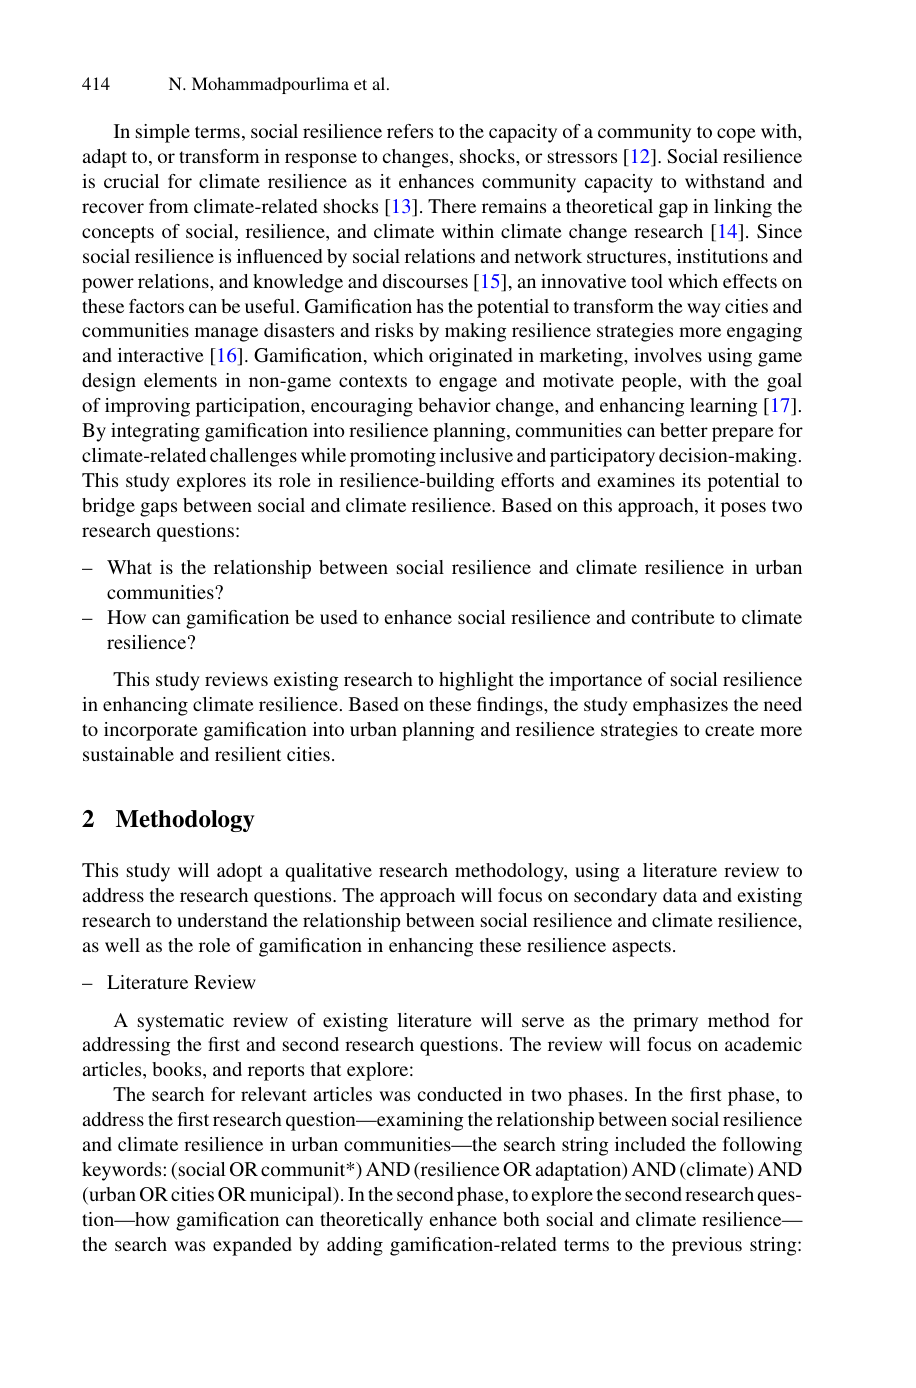 414 N. Mohammadpourlima et al.
In simple terms, social resilience refers to the capacity of a community to cope with,
adapt to, or transform in response to changes, shocks, or stressors [12]. Social resilience
is crucial for climate resilience as it enhances community capacity to withstand and
recover from climate-related shocks [13]. There remains a theoretical gap in linking the
concepts of social, resilience, and climate within climate change research [14]. Since
social resilience is influenced by social relations and network structures, institutions and
power relations, and knowledge and discourses [15], an innovative tool which effects on
these factors can be useful. Gamification has the potential to transform the way cities and
communities manage disasters and risks by making resilience strategies more engaging
and interactive [16]. Gamification, which originated in marketing, involves using game
design elements in non-game contexts to engage and motivate people, with the goal
of improving participation, encouraging behavior change, and enhancing learning [17].
By integrating gamification into resilience planning, communities can better prepare for
climate-related challenges while promoting inclusive and participatory decision-making.
This study explores its role in resilience-building efforts and examines its potential to
bridge gaps between social and climate resilience. Based on this approach, it poses two
research questions:
– What is the relationship between social resilience and climate resilience in urban
communities?
– How can gamification be used to enhance social resilience and contribute to climate
resilience?
This study reviews existing research to highlight the importance of social resilience
in enhancing climate resilience. Based on these findings, the study emphasizes the need
to incorporate gamification into urban planning and resilience strategies to create more
sustainable and resilient cities.
2 Methodology
This study will adopt a qualitative research methodology, using a literature review to
address the research questions. The approach will focus on secondary data and existing
research to understand the relationship between social resilience and climate resilience,
as well as the role of gamification in enhancing these resilience aspects.
– Literature Review
A systematic review of existing literature will serve as the primary method for
addressing the first and second research questions. The review will focus on academic
articles, books, and reports that explore:
The search for relevant articles was conducted in two phases. In the first phase, to
address the first research question—examining the relationship between social resilience
and climate resilience in urban communities—the search string included the following
keywords: (social OR communit*) AND (resilience OR adaptation) AND (climate) AND
(urban OR cities OR municipal). In the second phase, to explore the second research ques-
tion—how gamification can theoretically enhance both social and climate resilience—
the search was expanded by adding gamification-related terms to the previous string: